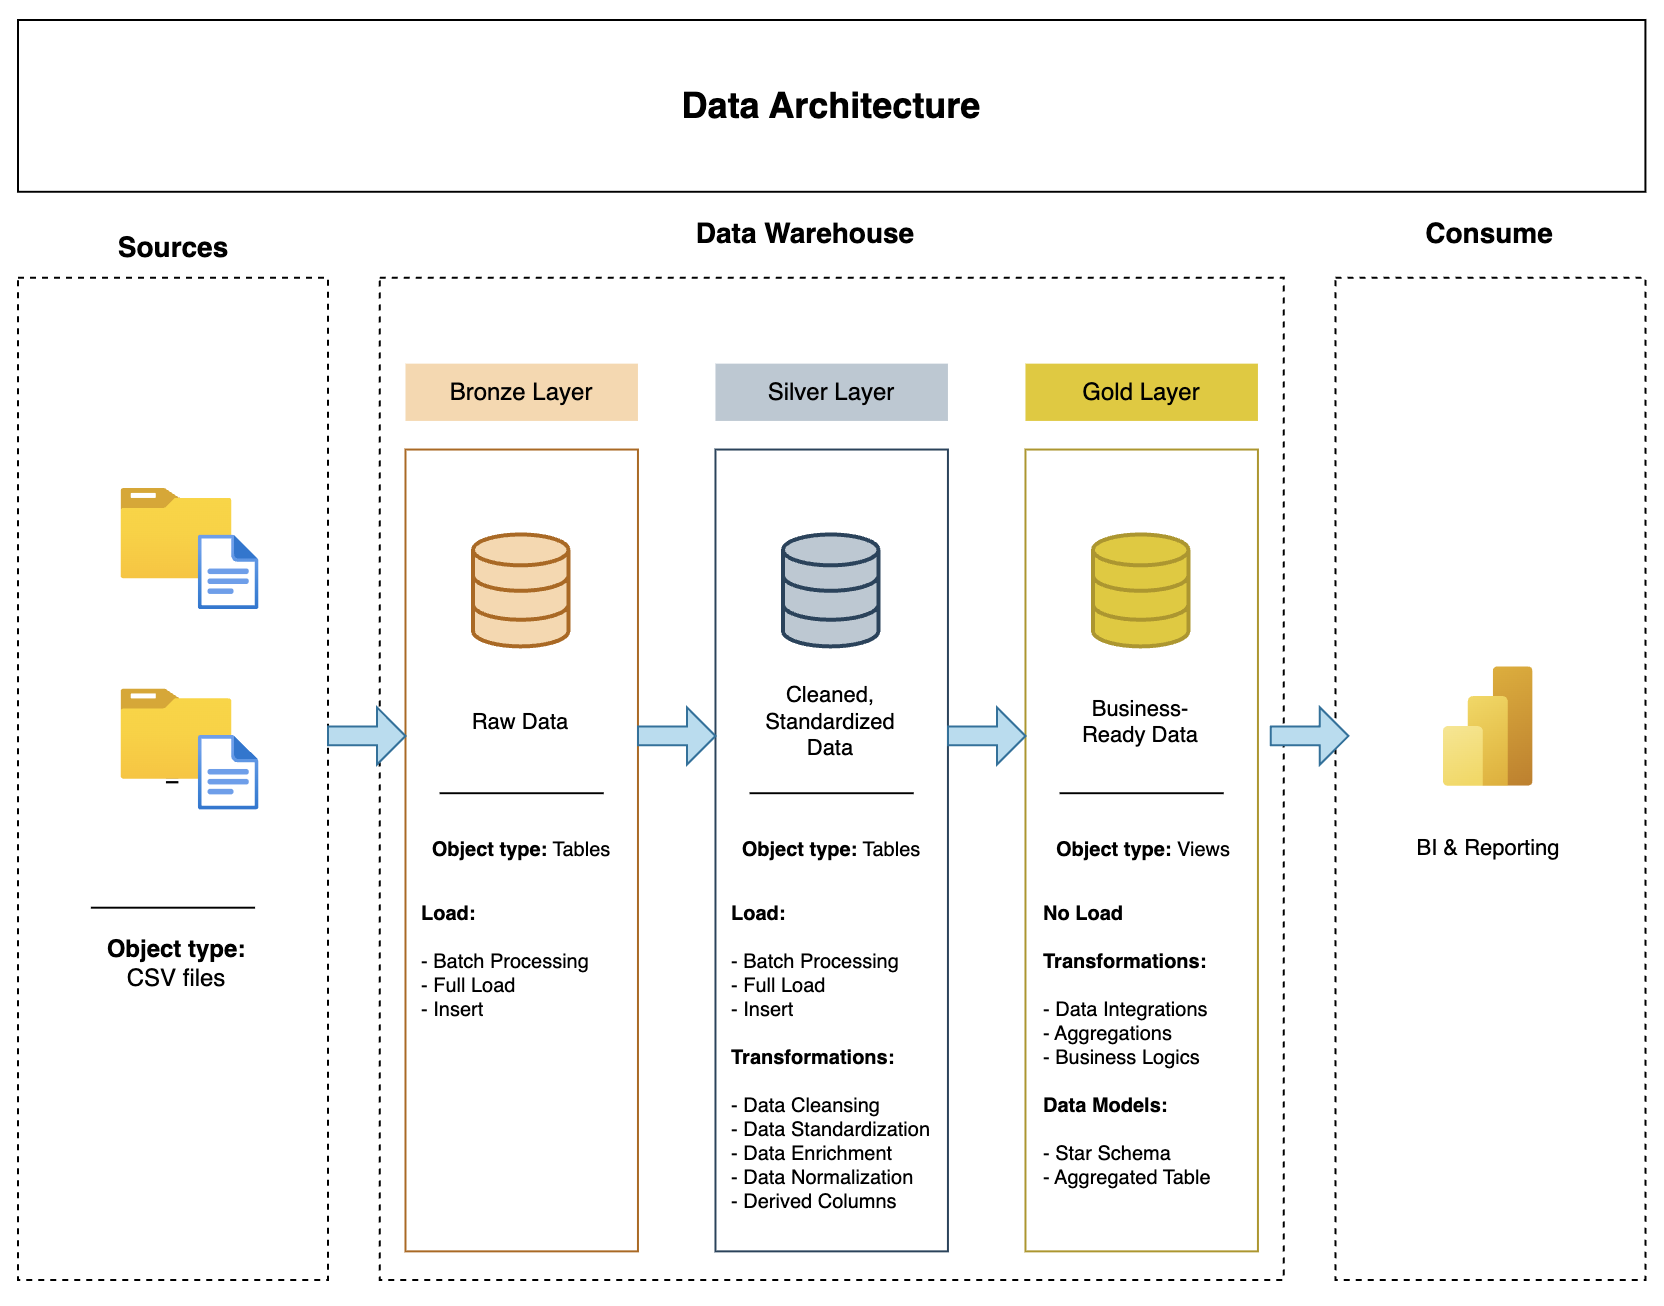 Data Architecture
Sources
Data Warehouse
Consume
Object type:
CSV files
Bronze Layer
Raw Data
Object type: Tables
Load:
- Batch Processing
- Full Load
- Insert
Silver Layer
Cleaned,
Standardized
Data
Object type: Tables
Load:
- Batch Processing
- Full Load
- Insert
Transformations:
- Data Cleansing
- Data Standardization
- Data Enrichment
- Data Normalization
- Derived Columns
Gold Layer
Business-
Ready Data
Object type: Views
No Load
Transformations:
- Data Integrations
- Aggregations
- Business Logics
Data Models:
- Star Schema
- Aggregated Table
BI & Reporting